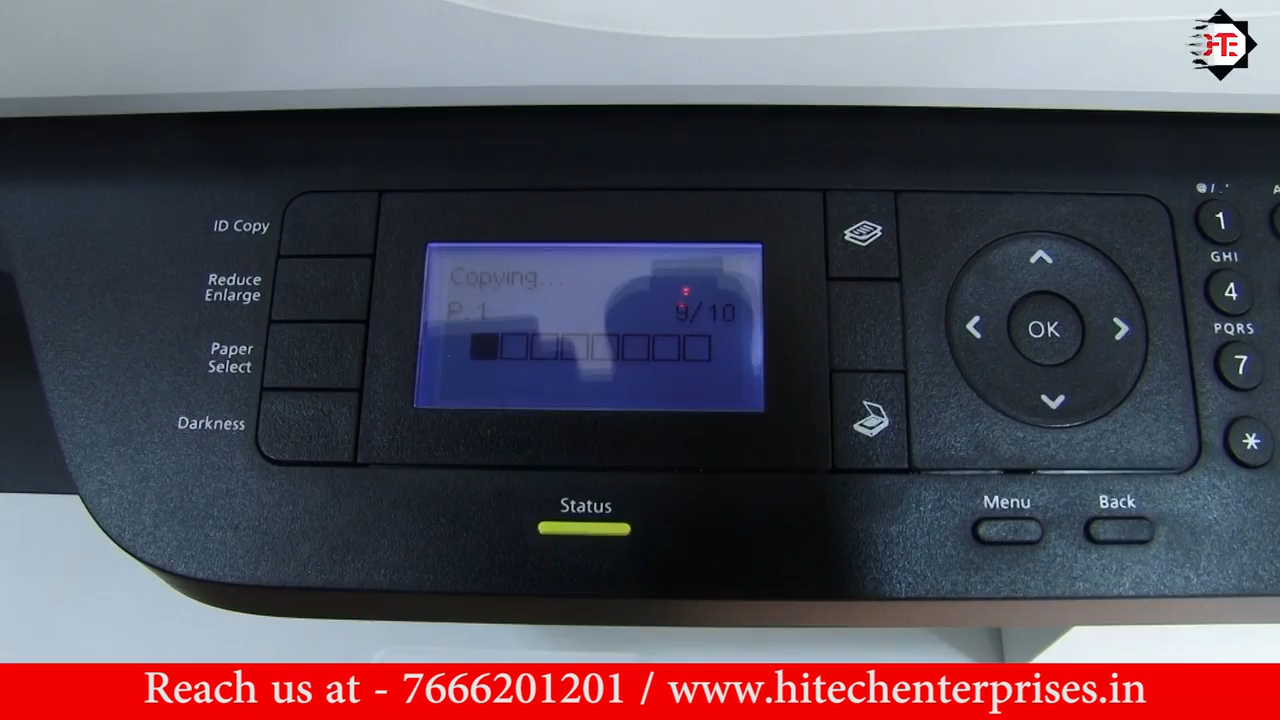 HTE
ID Copy
Reduce
Enlarge
Paper
Select
Darkness
Copying...
P.1 9/10
Status
OK
Menu
Back
@/.'
1
GHI
4
PQRS
7
*
Reach us at - 7666201201 / www.hitechenterprises.in